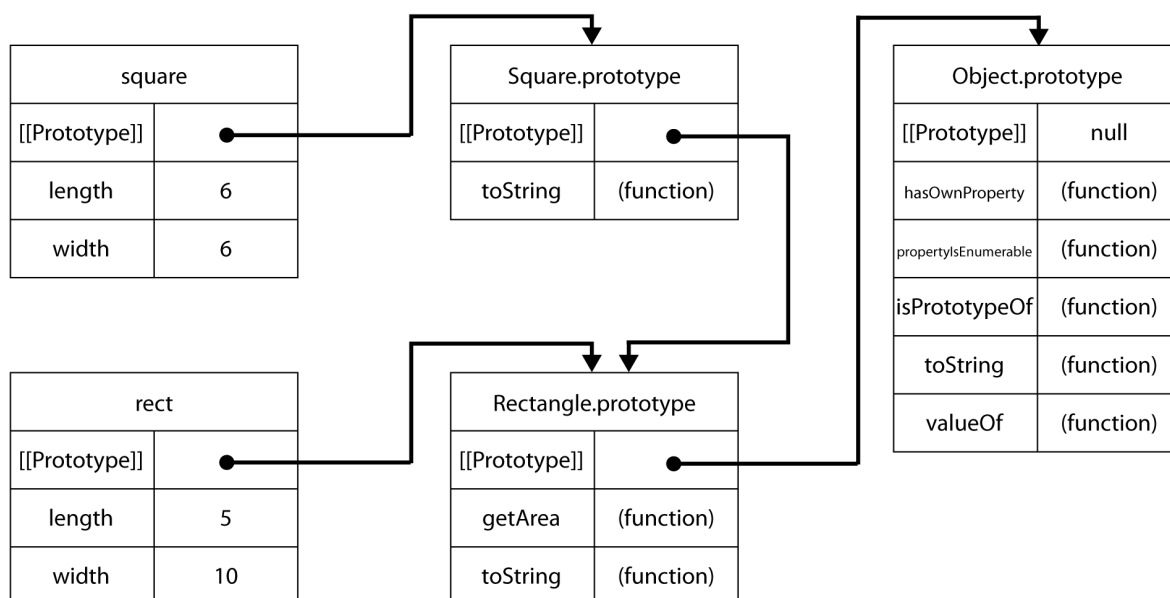 square
[[Prototype]]
length 6
width 6
Square.prototype
[[Prototype]]
toString (function)
Object.prototype
[[Prototype]] null
hasOwnProperty (function)
propertyIsEnumerable (function)
isPrototypeOf (function)
toString (function)
valueOf (function)
rect
[[Prototype]]
length 5
width 10
Rectangle.prototype
[[Prototype]]
getArea (function)
toString (function)